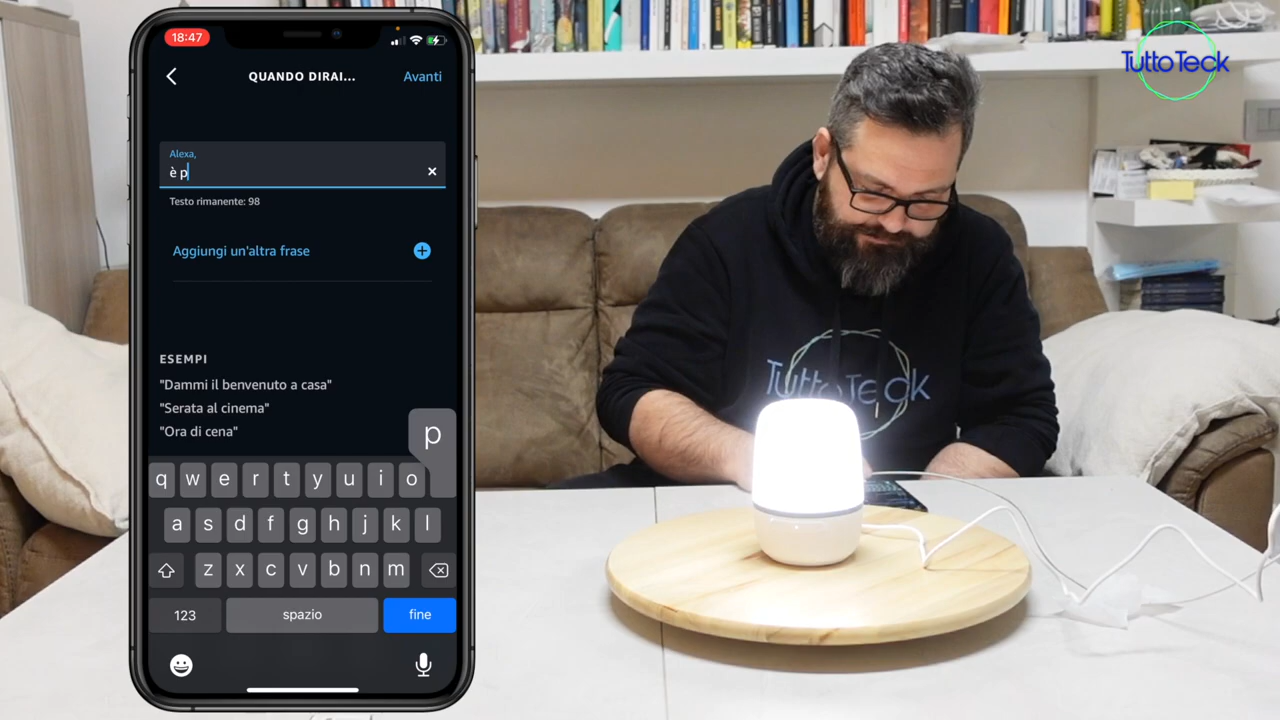 18:47
QUANDO DIRAI...
Avanti
Alexa,
è p
Testo rimanente: 98
Aggiungi un'altra frase
ESEMPI
"Dammi il benvenuto a casa"
"Serata al cinema"
"Ora di cena"
p
q w e r t y u i o
a s d f g h j k l
z x c v b n m
123 spazio fine
TuttoTeck
TuttoTeck